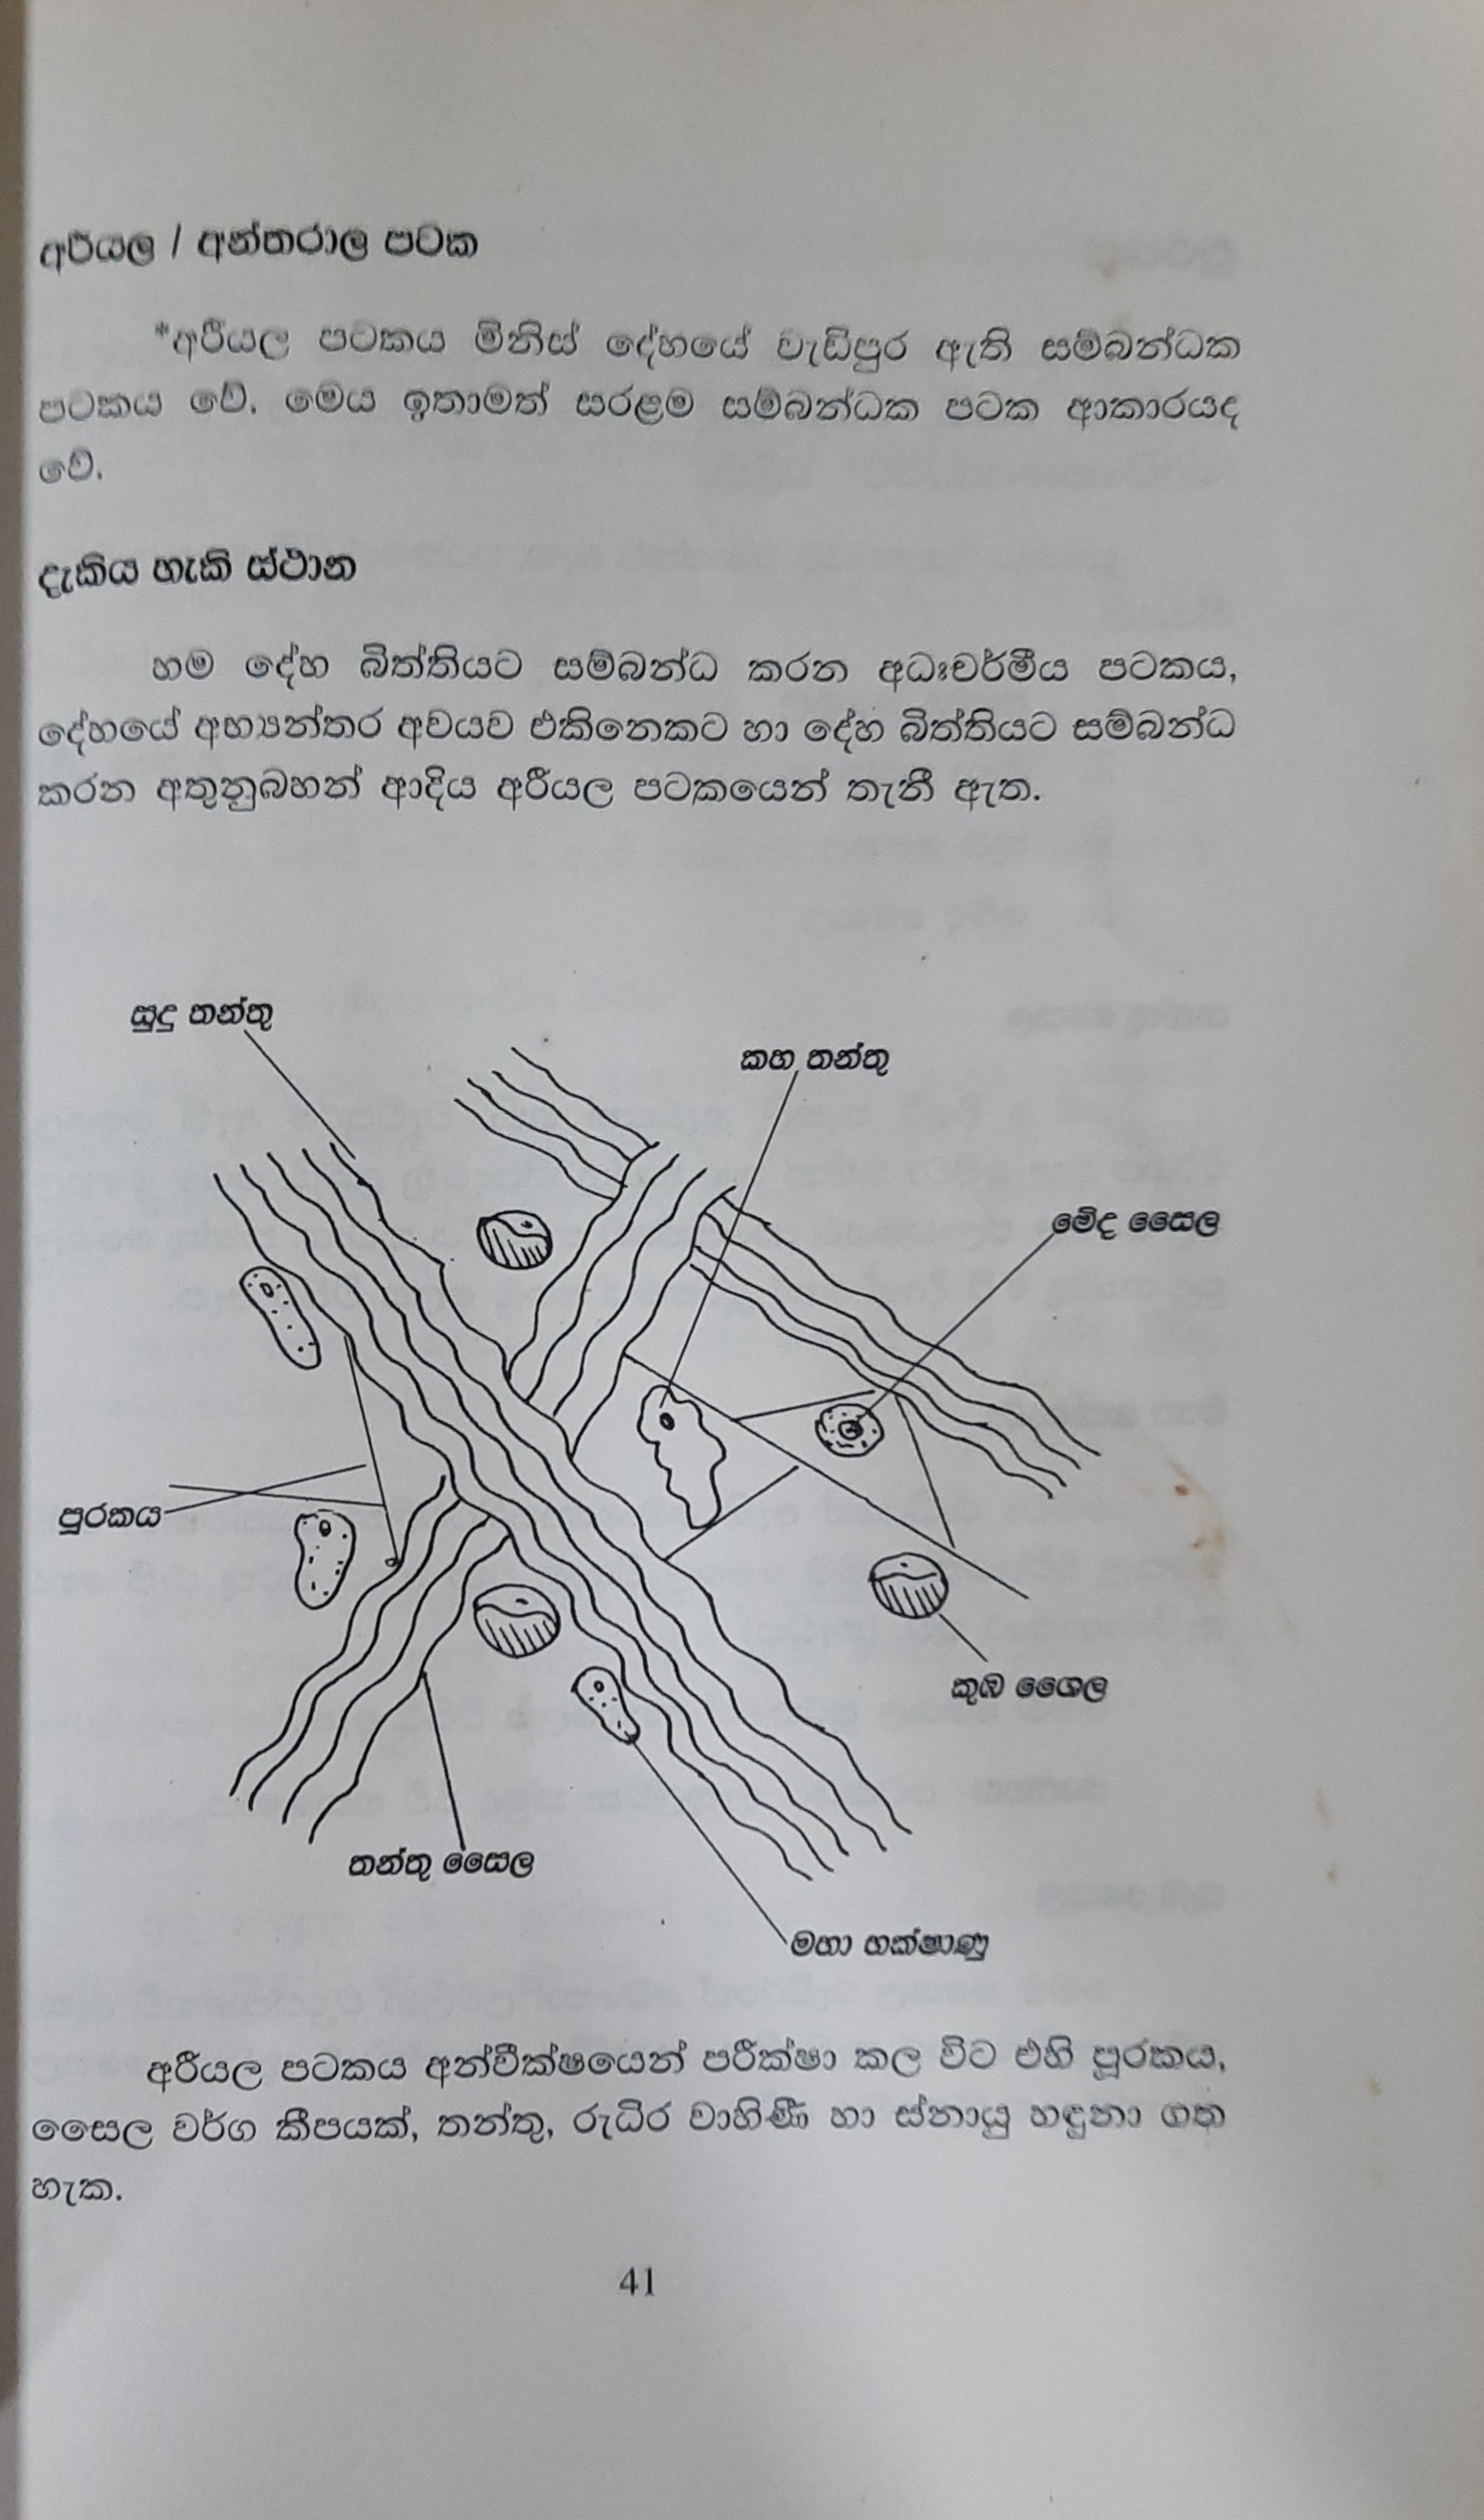 අරියල / අන්තරාල පටක
*අරියල පටකය මිනිස් දේහයේ වැඩිපුර ඇති සම්බන්ධක
පටකය වේ. මෙය ඉතාමත් සරළම සම්බන්ධක පටක ආකාරයද
වේ.
දැකිය හැකි ස්ථාන
හම දේහ බිත්තියට සම්බන්ධ කරන අධඃචර්මීය පටකය,
දේහයේ අභ්‍යන්තර අවයව එකිනෙකට හා දේහ බිත්තියට සම්බන්ධ
කරන අතුනුබහන් ආදිය අරීයල පටකයෙන් තැනී ඇත.
සුදු තන්තු
කහ තන්තු
මේද සෛල
පූරකය
කුඹ ශෛල
තන්තු සෛල
මහා භක්ෂාණු
අරීයල පටකය අන්වීක්ෂයෙන් පරීක්ෂා කල විට එහි පූරකය,
සෛල වර්ග කීපයක්, තන්තු, රුධිර වාහිණී හා ස්නායු හඳුනා ගත
හැක.
41